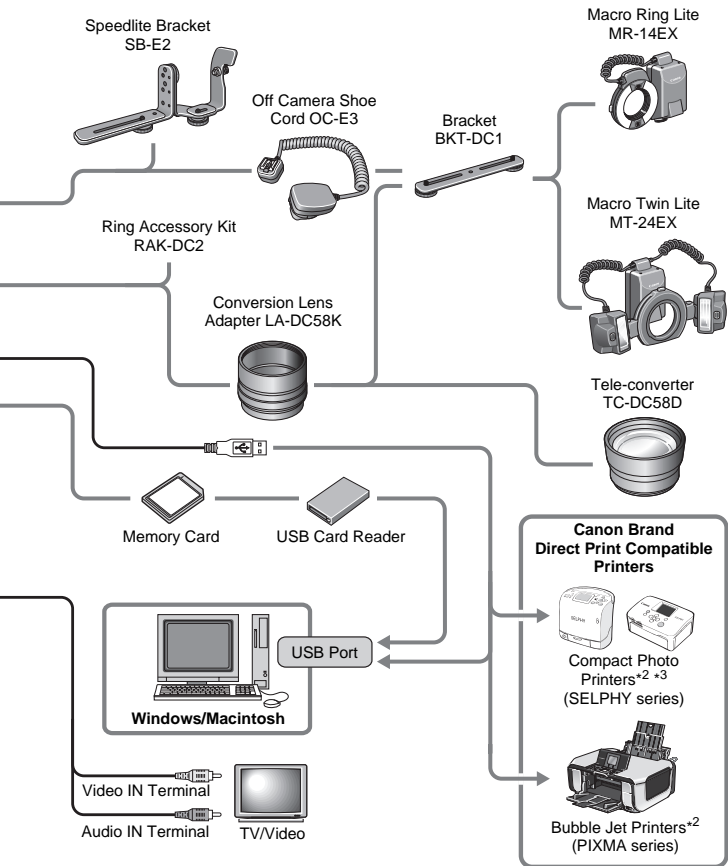 Speedlite Bracket
SB-E2
Macro Ring Lite
MR-14EX
Off Camera Shoe
Cord OC-E3
Bracket
BKT-DC1
Ring Accessory Kit
RAK-DC2
Macro Twin Lite
MT-24EX
Conversion Lens
Adapter LA-DC58K
Tele-converter
TC-DC58D
Memory Card
USB Card Reader
Canon Brand
Direct Print Compatible
Printers
SELPHY
Compact Photo
Printers*2 *3
(SELPHY series)
USB Port
Windows/Macintosh
Video IN Terminal
Audio IN Terminal
TV/Video
Bubble Jet Printers*2
(PIXMA series)